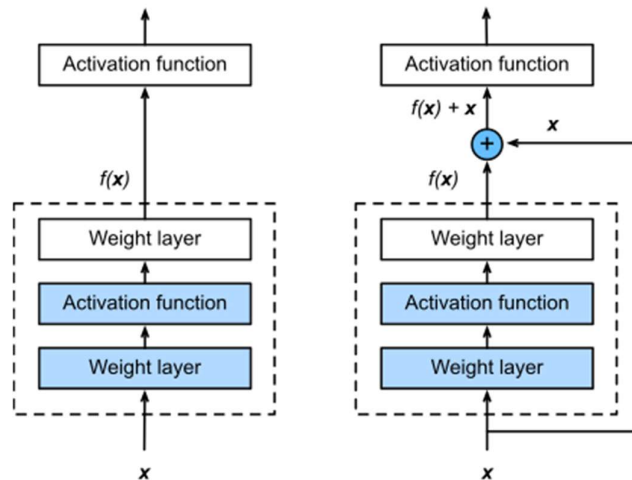 Activation function
f(x)
Weight layer
Activation function
Weight layer
x
Activation function
f(x) + x
x
+
f(x)
Weight layer
Activation function
Weight layer
x